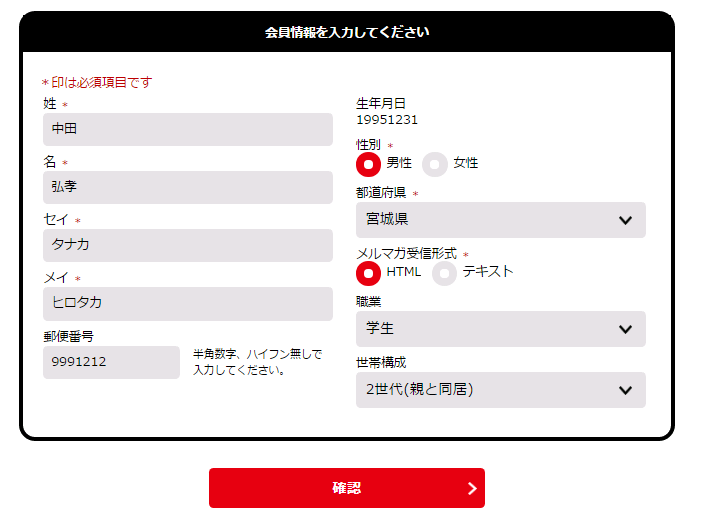 会員情報を入力してください
*印は必須項目です
姓 *
中田
名 *
弘孝
セイ *
タナカ
メイ *
ヒロタカ
郵便番号
9991212
半角数字、ハイフン無しで
入力してください。
生年月日
19951231
性別 *
男性 女性
都道府県 *
宮城県
メルマガ受信形式 *
HTML テキスト
職業
学生
世帯構成
2世代(親と同居)
確認